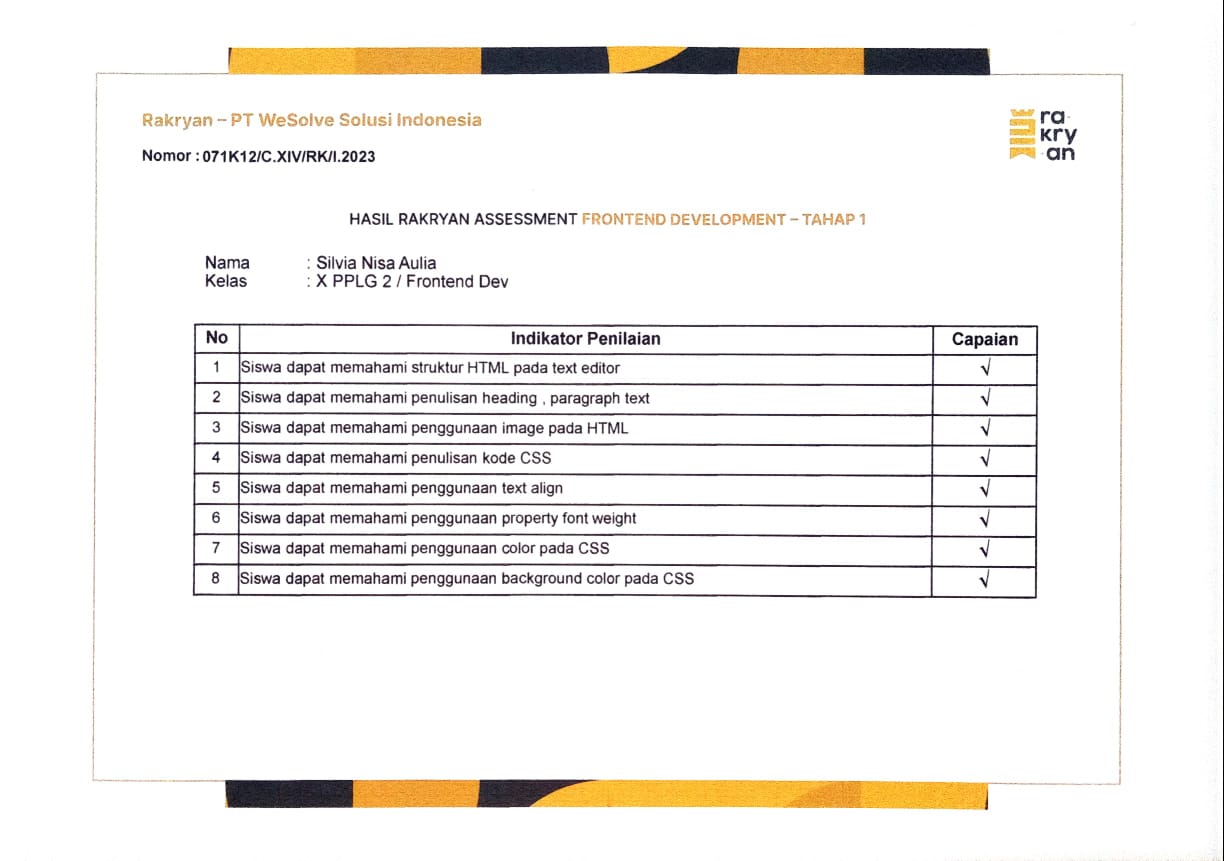 Rakryan – PT WeSolve Solusi Indonesia
Nomor : 071K12/C.XIV/RK/I.2023
ra-
kry
·an
HASIL RAKRYAN ASSESSMENT FRONTEND DEVELOPMENT – TAHAP 1
Nama : Silvia Nisa Aulia
Kelas : X PPLG 2 / Frontend Dev
No Indikator Penilaian Capaian
1 Siswa dapat memahami struktur HTML pada text editor √
2 Siswa dapat memahami penulisan heading , paragraph text √
3 Siswa dapat memahami penggunaan image pada HTML √
4 Siswa dapat memahami penulisan kode CSS √
5 Siswa dapat memahami penggunaan text align √
6 Siswa dapat memahami penggunaan property font weight √
7 Siswa dapat memahami penggunaan color pada CSS √
8 Siswa dapat memahami penggunaan background color pada CSS √